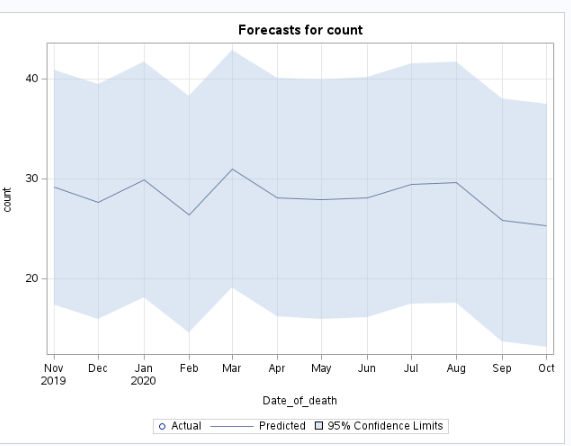 Forecasts for count
count
40
30
20
Nov Dec Jan Feb Mar Apr May Jun Jul Aug Sep Oct
2019 2020
Date_of_death
Actual Predicted 95% Confidence Limits